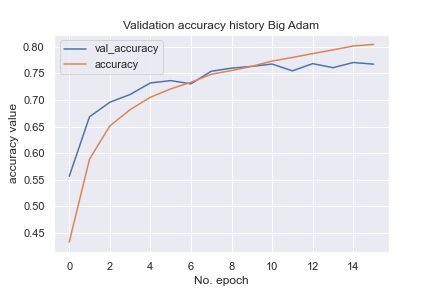 Validation accuracy history Big Adam
val_accuracy
accuracy
accuracy value
0.80
0.75
0.70
0.65
0.60
0.55
0.50
0.45
0 2 4 6 8 10 12 14
No. epoch